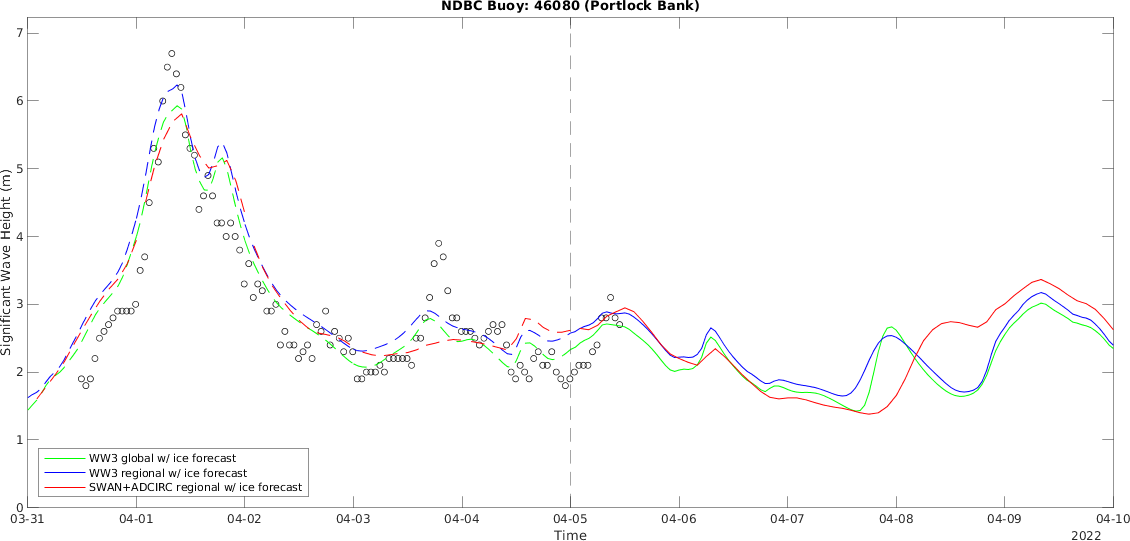 NDBC Buoy: 46080 (Portlock Bank)
Significant Wave Height (m)
7
6
5
4
3
2
1
0
WW3 global w/ ice forecast
WW3 regional w/ ice forecast
SWAN+ADCIRC regional w/ ice forecast
03-31 04-01 04-02 04-03 04-04 04-05 04-06 04-07 04-08 04-09 04-10
Time
2022